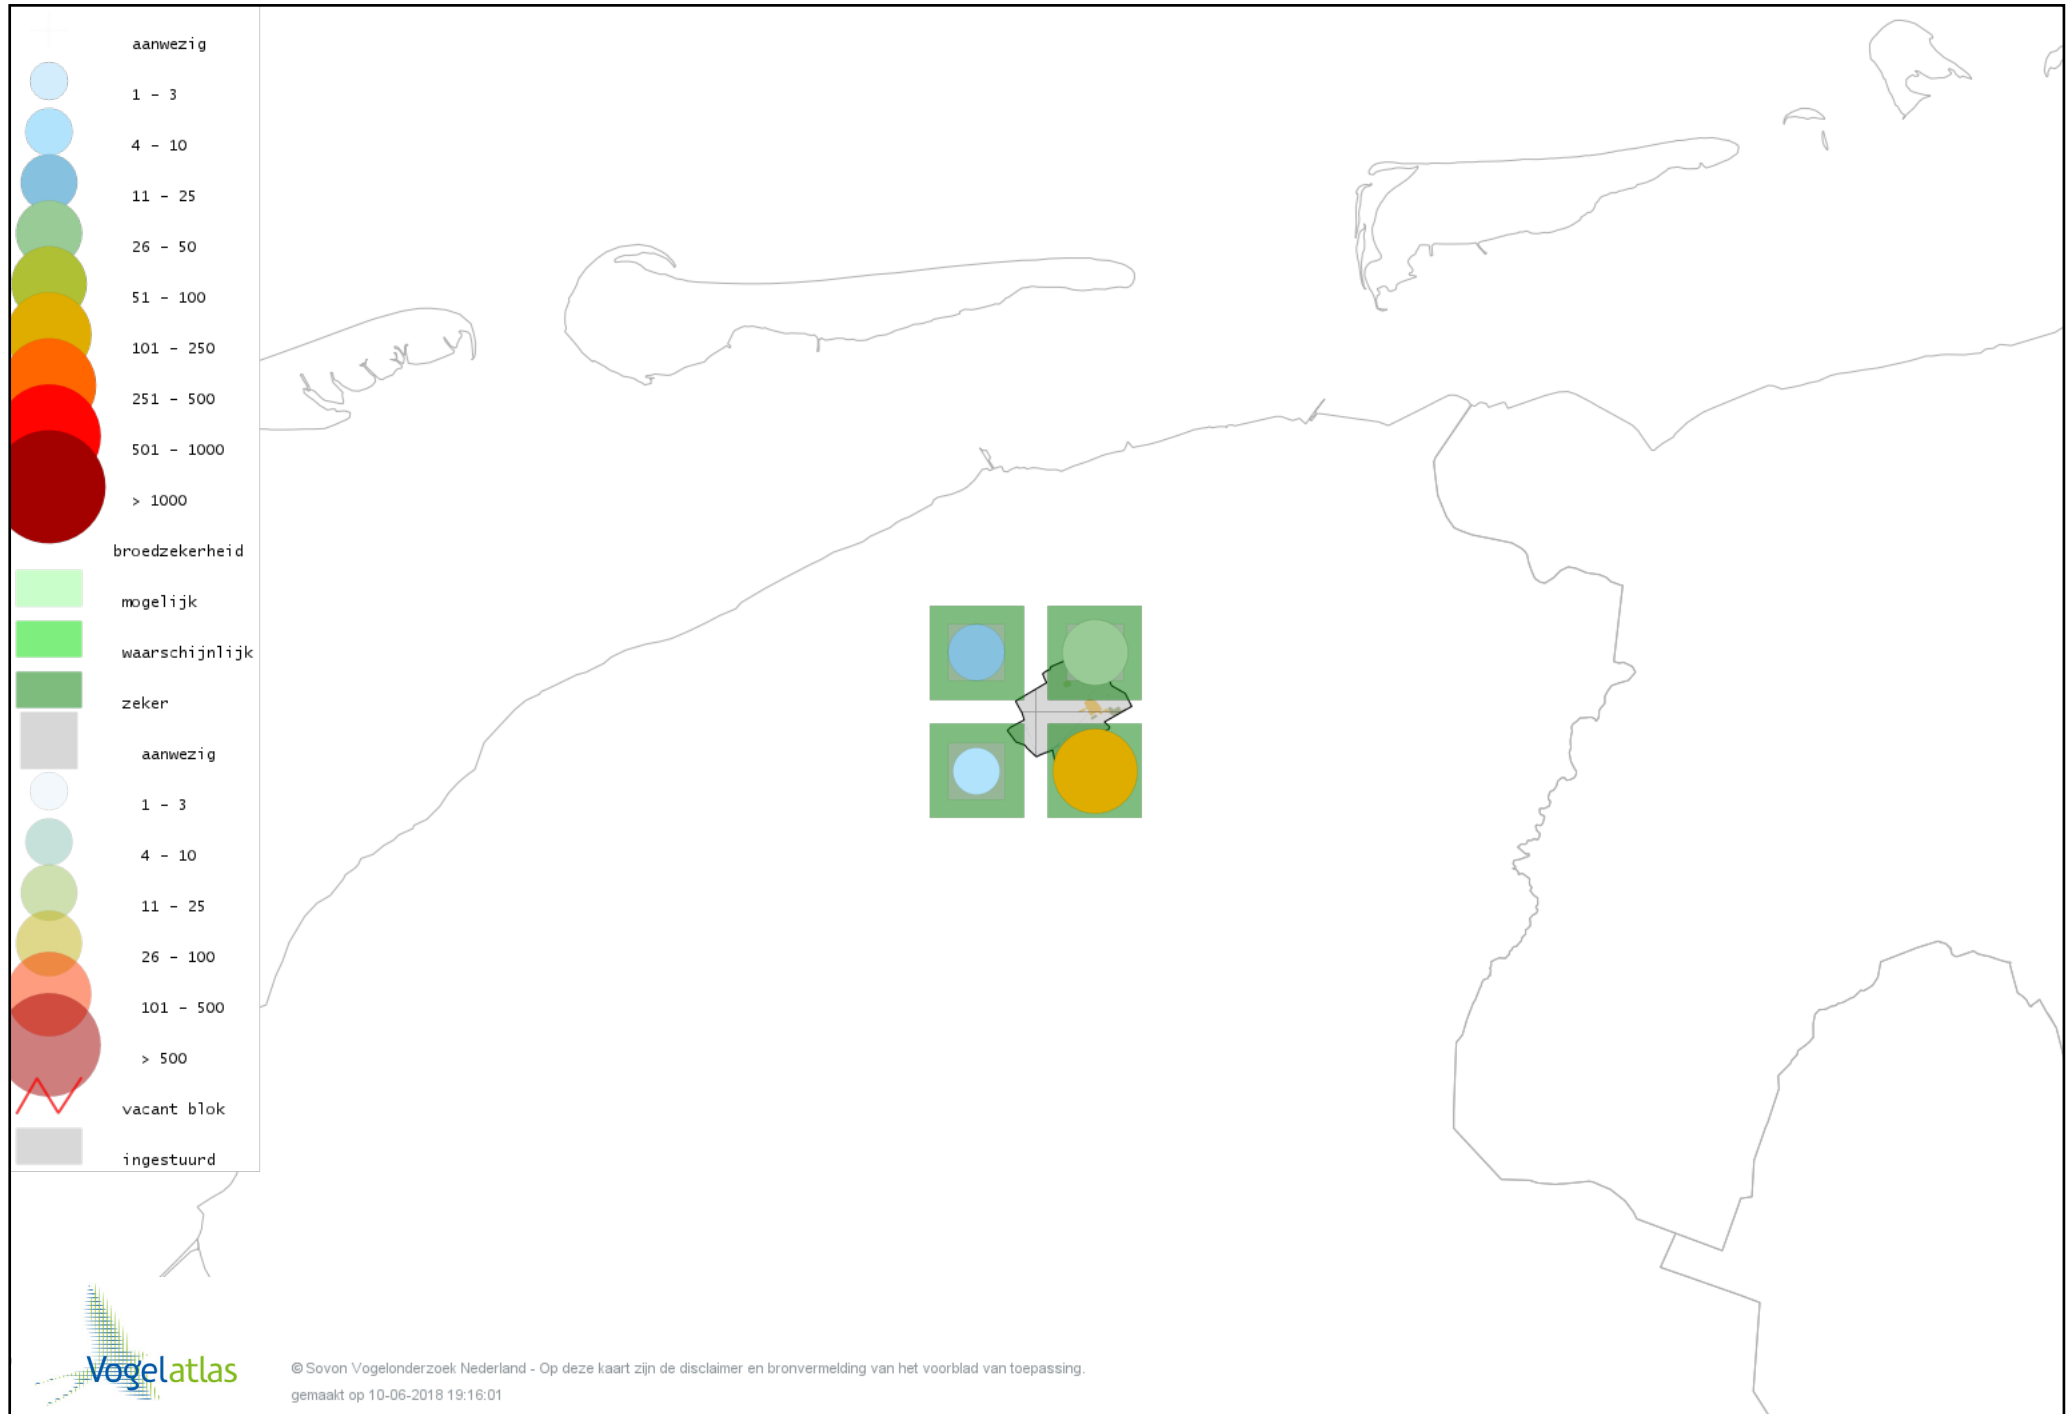 aanwezig
1 - 3
4 - 10
11 - 25
26 - 50
51 - 100
101 - 250
251 - 500
501 - 1000
> 1000
broedzekerheid
mogelijk
waarschijnlijk
zeker
aanwezig
1 - 3
4 - 10
11 - 25
26 - 100
101 - 500
> 500
vacant blok
ingestuurd
Vogelatlas
© Sovon Vogelonderzoek Nederland - Op deze kaart zijn de disclaimer en bronvermelding van het voorblad van toepassing.
gemaakt op 10-06-2018 19:16:01